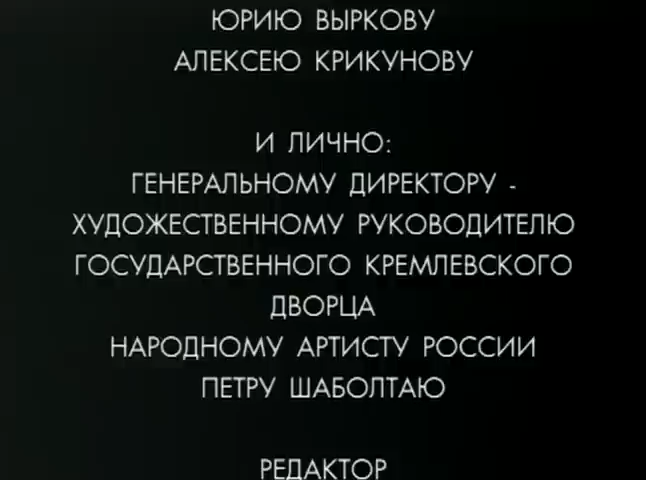 ЮРИЮ ВЫРКОВУ
АЛЕКСЕЮ КРИКУНОВУ
И ЛИЧНО:
ГЕНЕРАЛЬНОМУ ДИРЕКТОРУ -
ХУДОЖЕСТВЕННОМУ РУКОВОДИТЕЛЮ
ГОСУДАРСТВЕННОГО КРЕМЛЕВСКОГО
ДВОРЦА
НАРОДНОМУ АРТИСТУ РОССИИ
ПЕТРУ ШАБОЛТАЮ
РЕДАКТОР